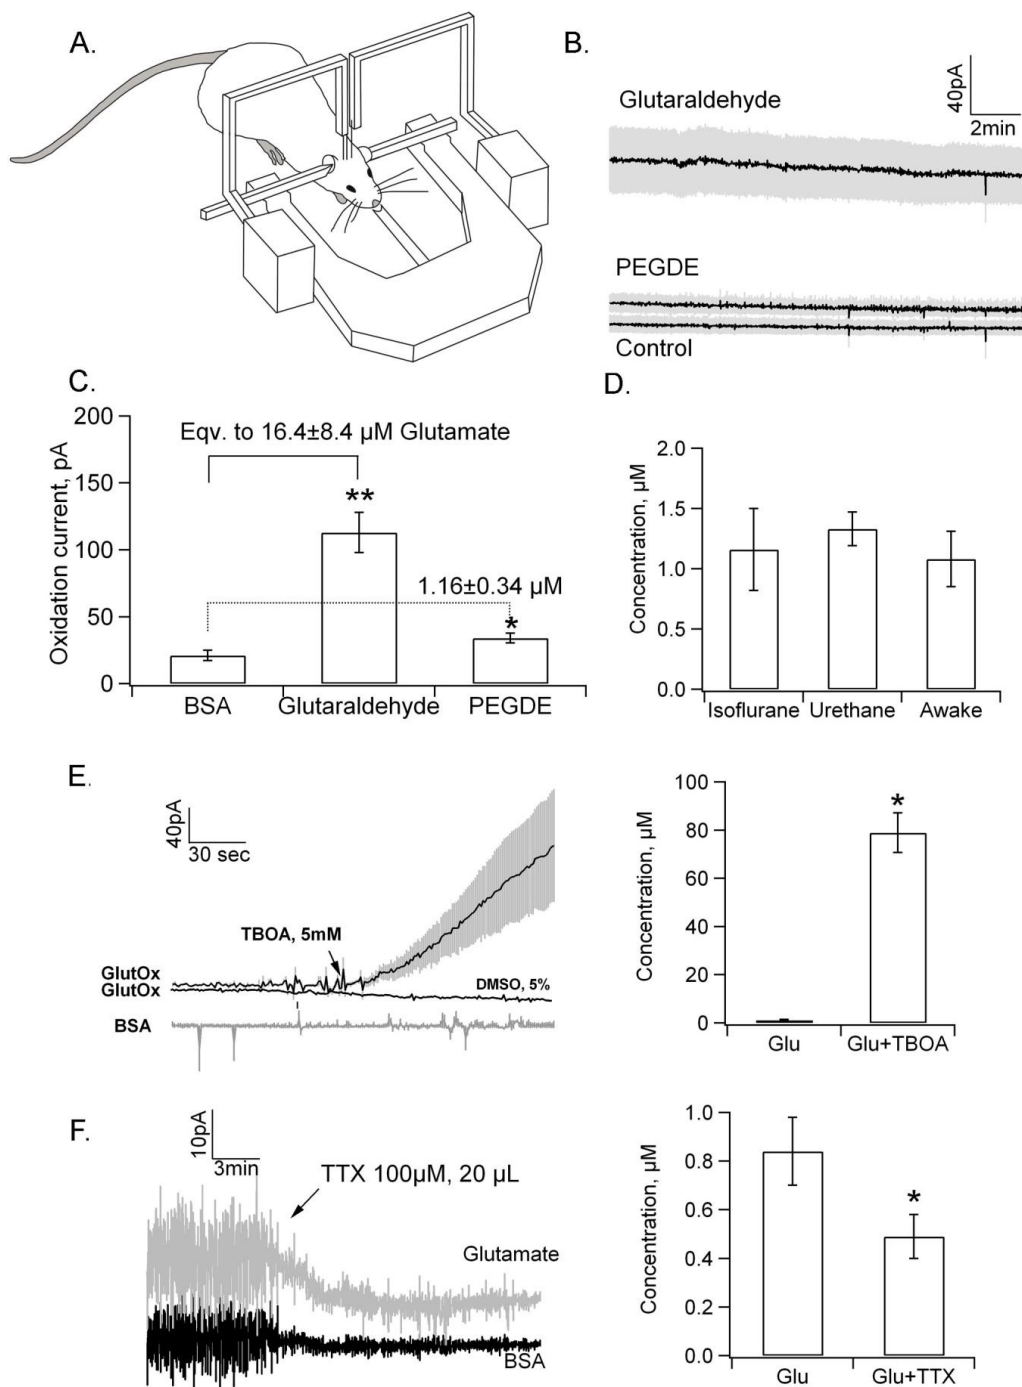 A.
B.
Glutaraldehyde
40pA
2min
PEGDE
Control
C.
Oxidation current, pA
200
150
100
50
0
Eqv. to 16.4±8.4 µM Glutamate
**
1.16±0.34 µM
*
BSA
Glutaraldehyde
PEGDE
D.
Concentration, µM
2.0
1.5
1.0
0.5
0.0
Isoflurane
Urethane
Awake
E.
40pA
30 sec
TBOA, 5mM
GlutOx
GlutOx
DMSO, 5%
BSA
Concentration, µM
100
80
60
40
20
0
*
Glu
Glu+TBOA
F.
10pA
3min
TTX 100µM, 20 µL
Glutamate
BSA
Concentration, µM
1.0
0.8
0.6
0.4
0.2
0.0
*
Glu
Glu+TTX